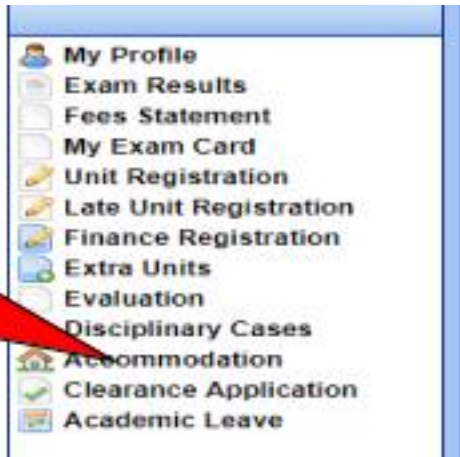 My Profile
Exam Results
Fees Statement
My Exam Card
Unit Registration
Late Unit Registration
Finance Registration
Extra Units
Evaluation
Disciplinary Cases
Accommodation
Clearance Application
Academic Leave